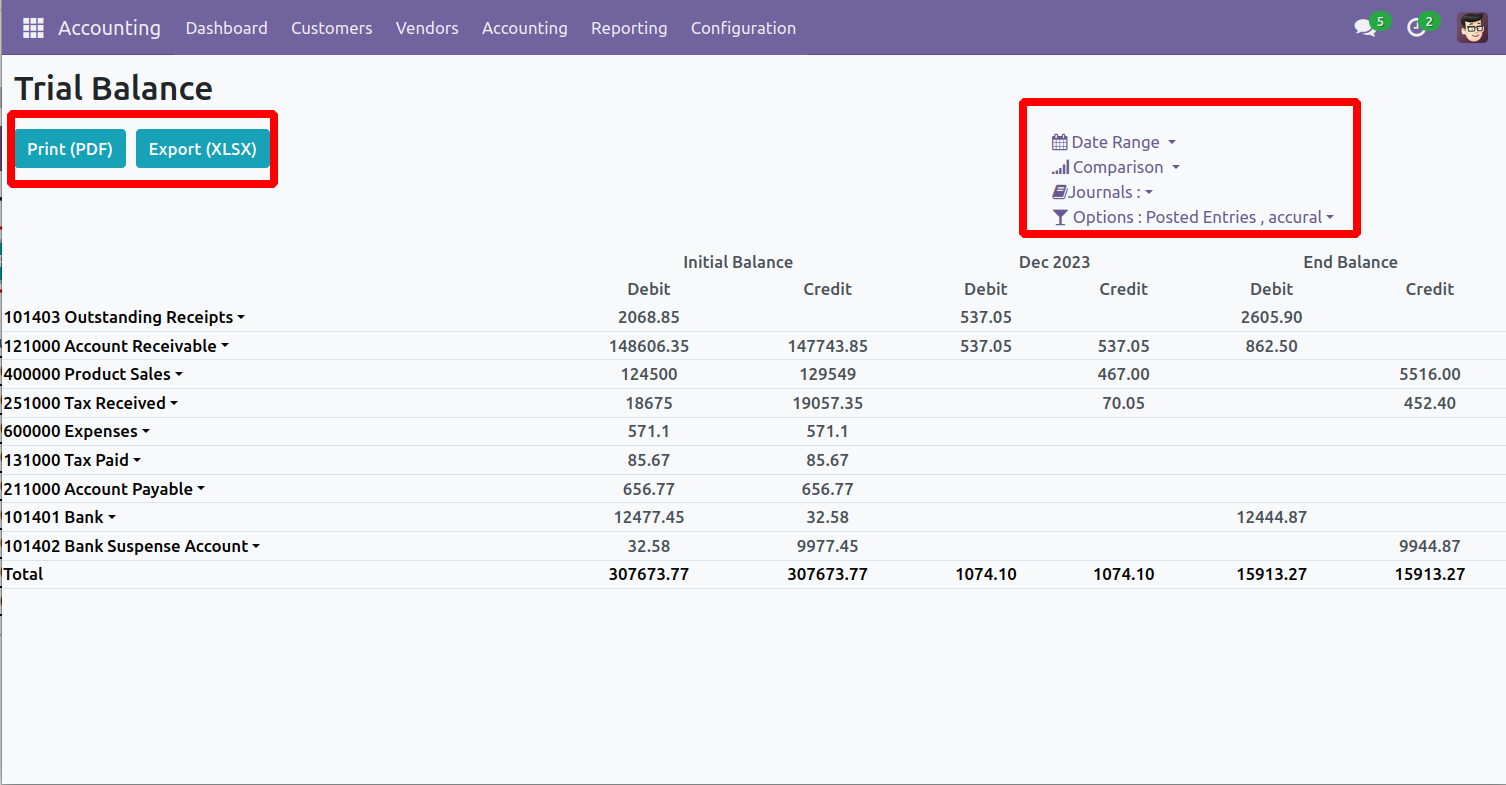 Accounting Dashboard Customers Vendors Accounting Reporting Configuration 5 2
Trial Balance
Print (PDF) Export (XLSX)
Date Range
Comparison
Journals :
Options : Posted Entries , accural
Initial Balance Dec 2023 End Balance
Debit Credit Debit Credit Debit Credit
101403 Outstanding Receipts 2068.85 537.05 2605.90
121000 Account Receivable 148606.35 147743.85 537.05 537.05 862.50
400000 Product Sales 124500 129549 467.00 5516.00
251000 Tax Received 18675 19057.35 70.05 452.40
600000 Expenses 571.1 571.1
131000 Tax Paid 85.67 85.67
211000 Account Payable 656.77 656.77
101401 Bank 12477.45 32.58 12444.87
101402 Bank Suspense Account 32.58 9977.45 9944.87
Total 307673.77 307673.77 1074.10 1074.10 15913.27 15913.27